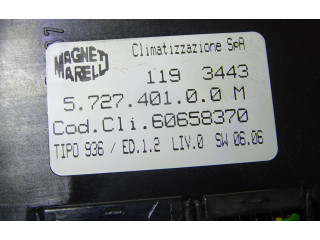 MAGNETI MARELLI
Climatizzazione SpA
119 3443
5.727.401.0.0 M
Cod.Cli.60658370
TIPO 936 / ED.1.2 LIV.0 SW 06.06